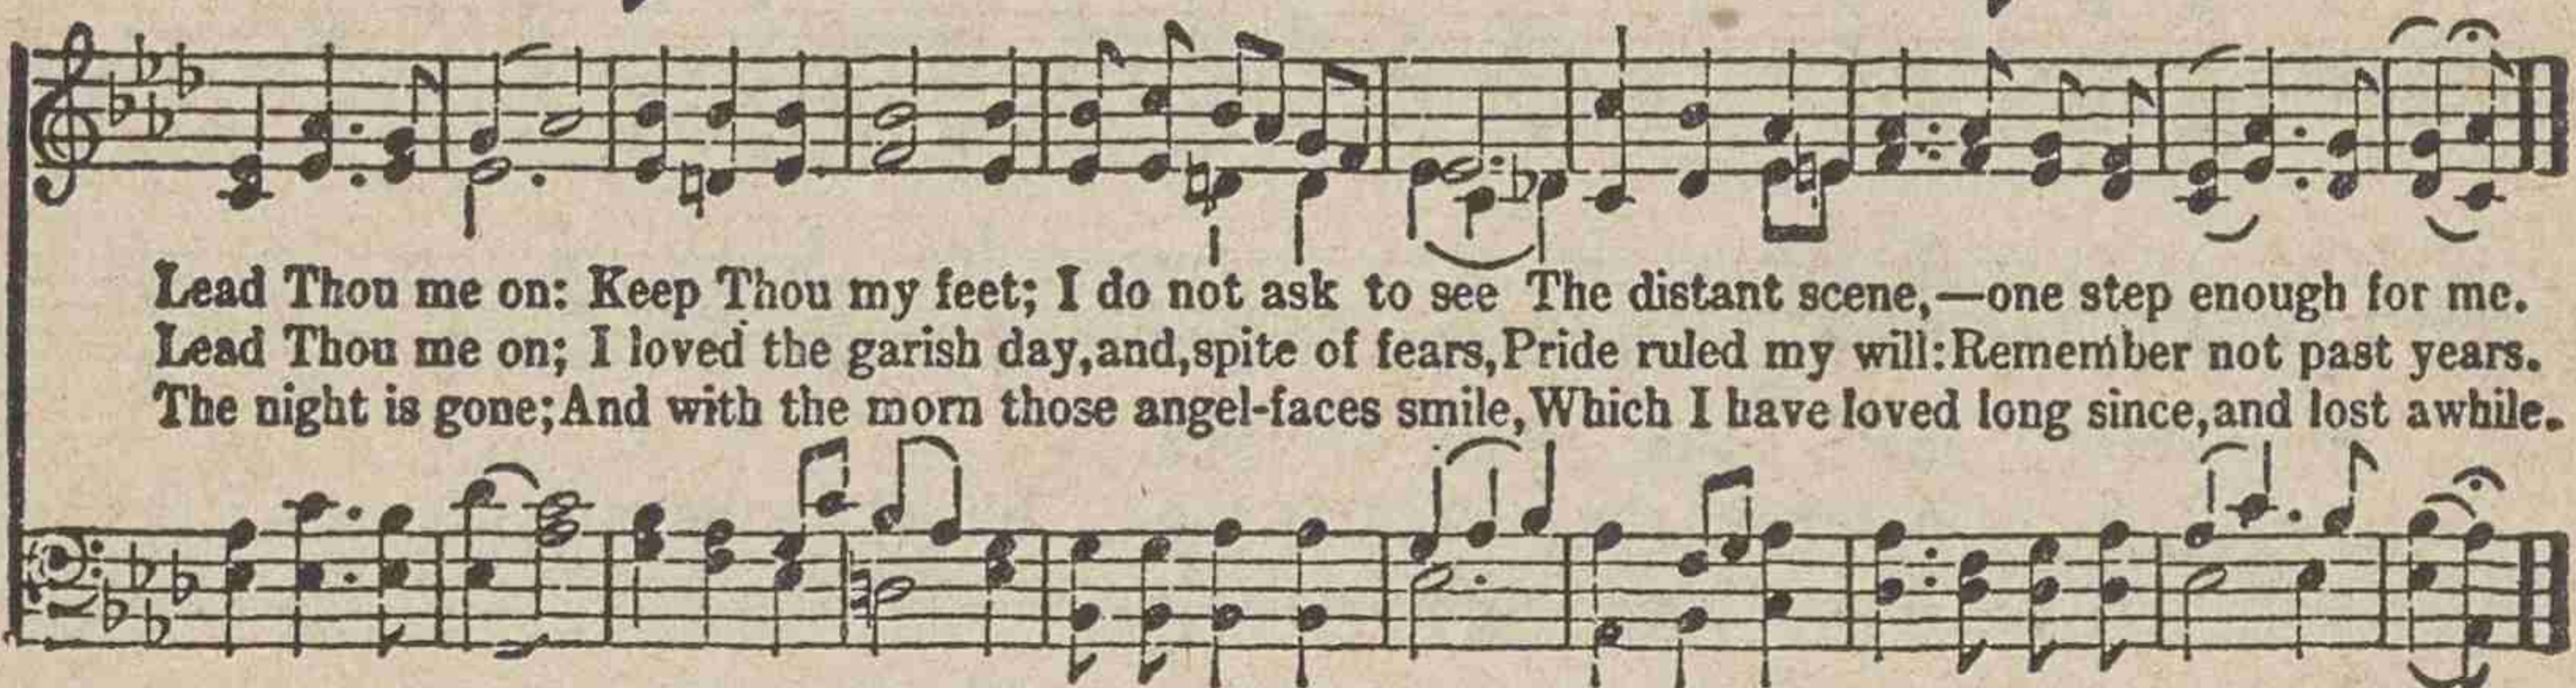 Lead Thou me on: Keep Thou my feet; I do not ask to see The distant scene,—one step enough for me.
Lead Thou me on; I loved the garish day,and,spite of fears,Pride ruled my will:Remember not past years.
The night is gone;And with the morn those angel-faces smile,Which I have loved long since,and lost awhile.